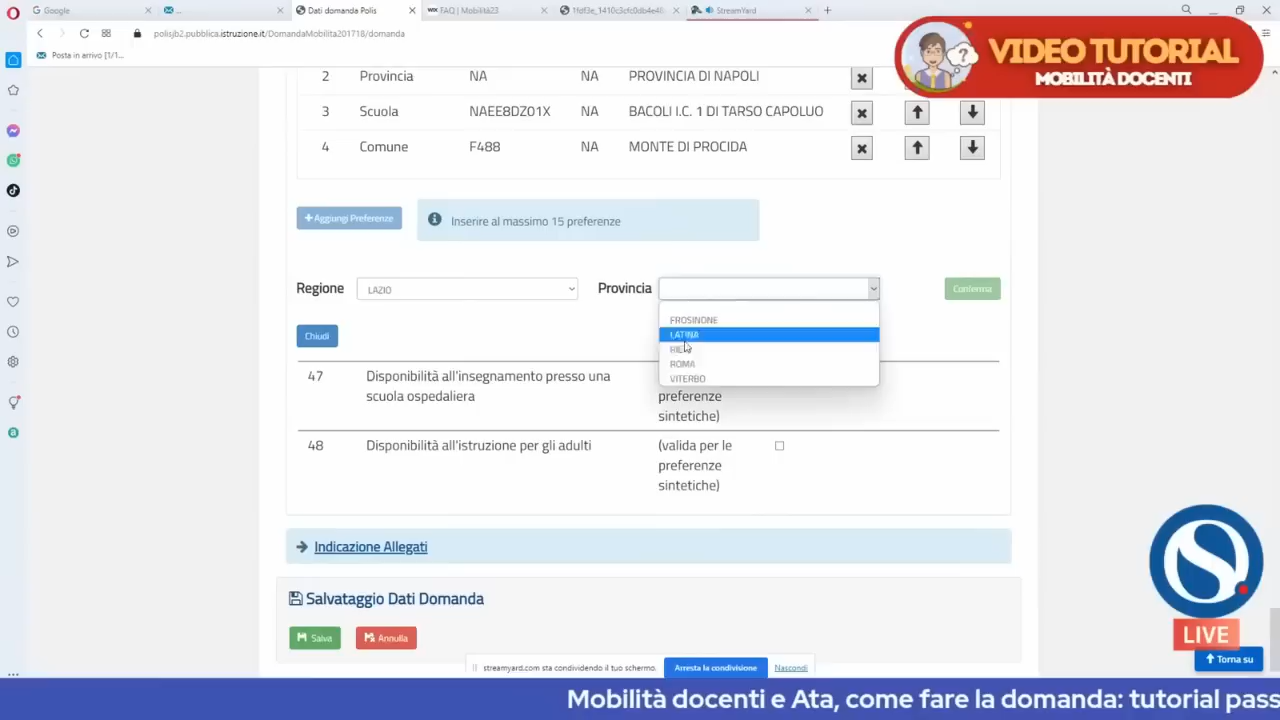 Google
Dati domanda Polis
WIX FAQ | Mobilità23
StreamYard
polisjb2.pubblica.istruzione.it/DomandaMobilita201718/domanda
Posta in arrivo [1/1...
VIDEO TUTORIAL
MOBILITÀ DOCENTI
2 Provincia NA NA PROVINCIA DI NAPOLI
3 Scuola NAEE8DZ01X NA BACOLI I.C. 1 DI TARSO CAPOLUO
4 Comune F488 NA MONTE DI PROCIDA
Aggiungi Preferenze
Inserire al massimo 15 preferenze
Regione LAZIO Provincia Conferma
FROSINONE
Chiudi LATINA
ROMA
VITERBO
47 Disponibilità all'insegnamento presso una
scuola ospedaliera preferenze
sintetiche)
48 Disponibilità all'istruzione per gli adulti (valida per le
preferenze
sintetiche)
Indicazione Allegati
Salvataggio Dati Domanda
Salva Annulla
LIVE
Torna su
streamyard.com sta condividendo il tuo schermo. Arresta la condivisione Nascondi
Mobilità docenti e Ata, come fare la domanda: tutorial pass